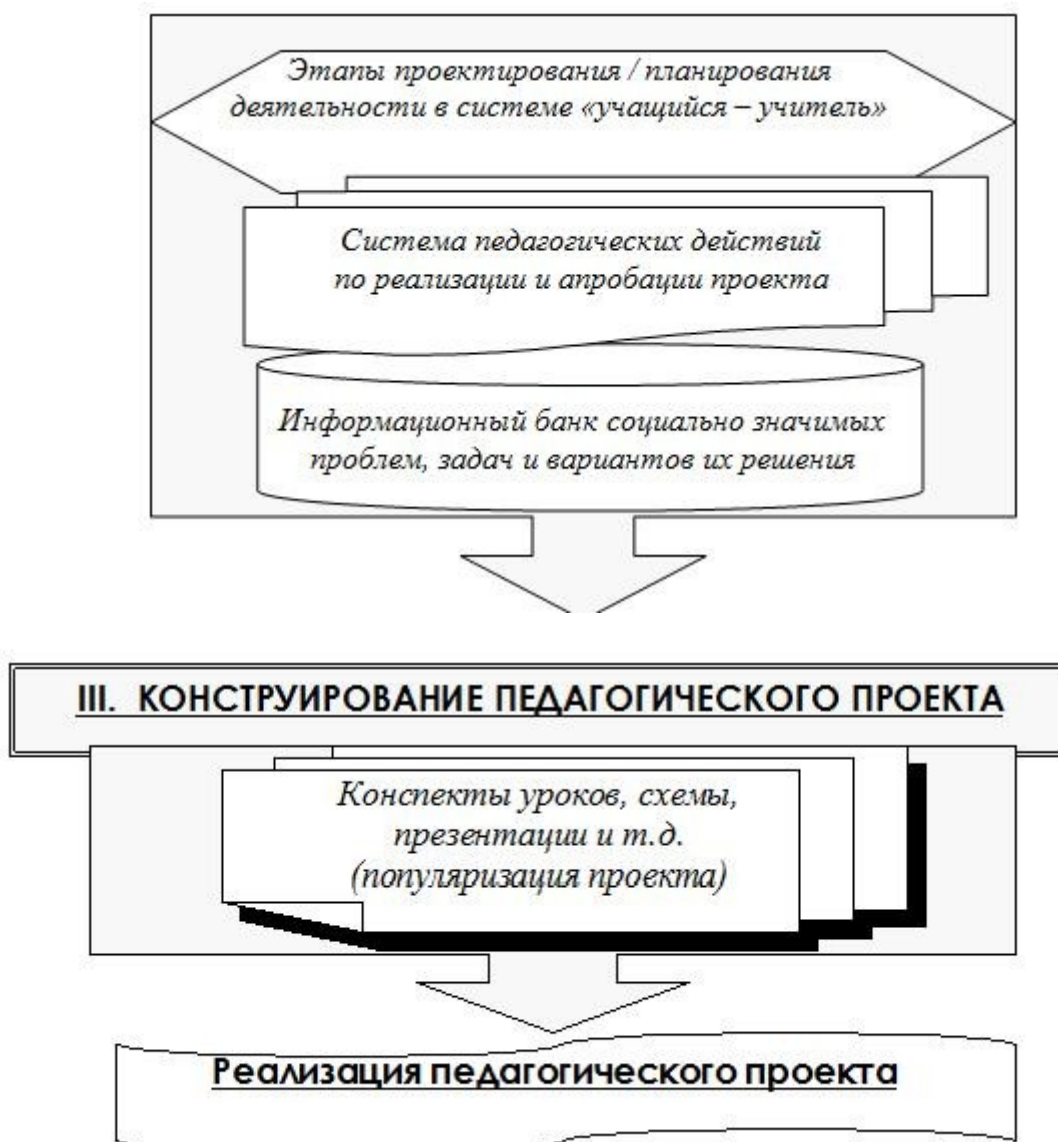 Этапы проектирования / планирования
деятельности в системе «учащийся – учитель»
Система педагогических действий
по реализации и апробации проекта
Информационный банк социально значимых
проблем, задач и вариантов их решения
III. КОНСТРУИРОВАНИЕ ПЕДАГОГИЧЕСКОГО ПРОЕКТА
Конспекты уроков, схемы,
презентации и т.д.
(популяризация проекта)
Реализация педагогического проекта